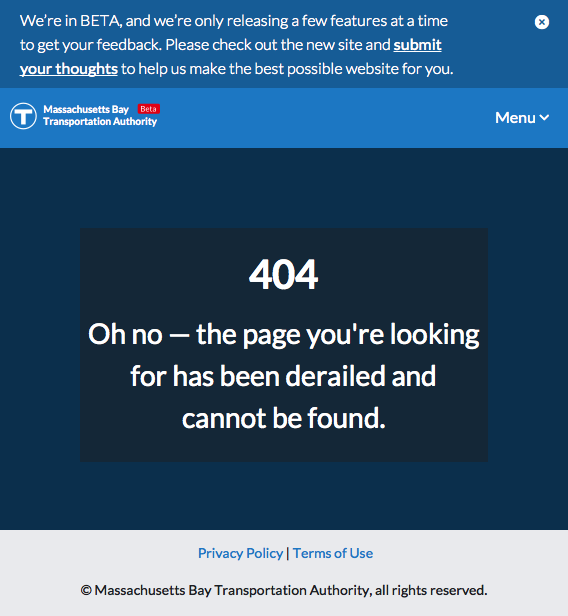 We're in BETA, and we're only releasing a few features at a time
to get your feedback. Please check out the new site and submit
your thoughts to help us make the best possible website for you.
T Massachusetts Bay Beta
Transportation Authority
Menu
404
Oh no — the page you're looking
for has been derailed and
cannot be found.
Privacy Policy | Terms of Use
© Massachusetts Bay Transportation Authority, all rights reserved.